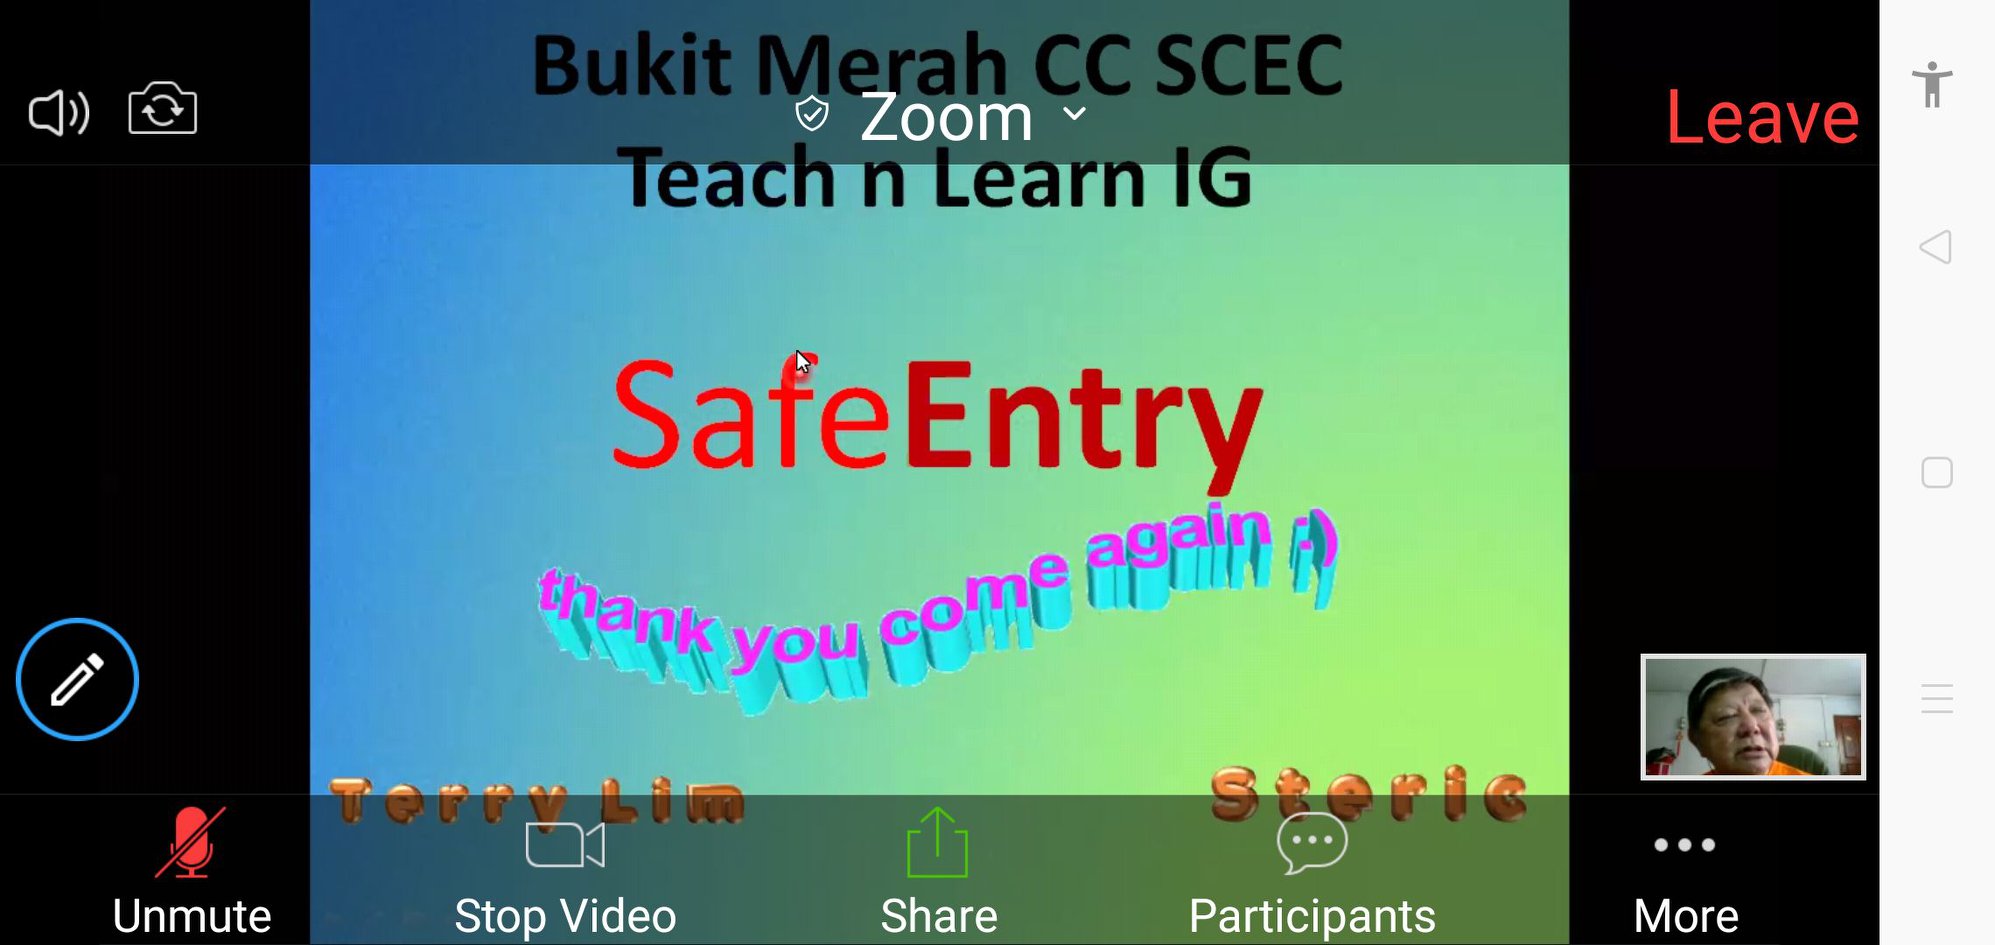 Bukit Merah CC SCEC
Zoom
Leave
Teach n Learn IG
SafeEntry
thank you come again :)
Terry Lim
Steric
Unmute
Stop Video
Share
Participants
More